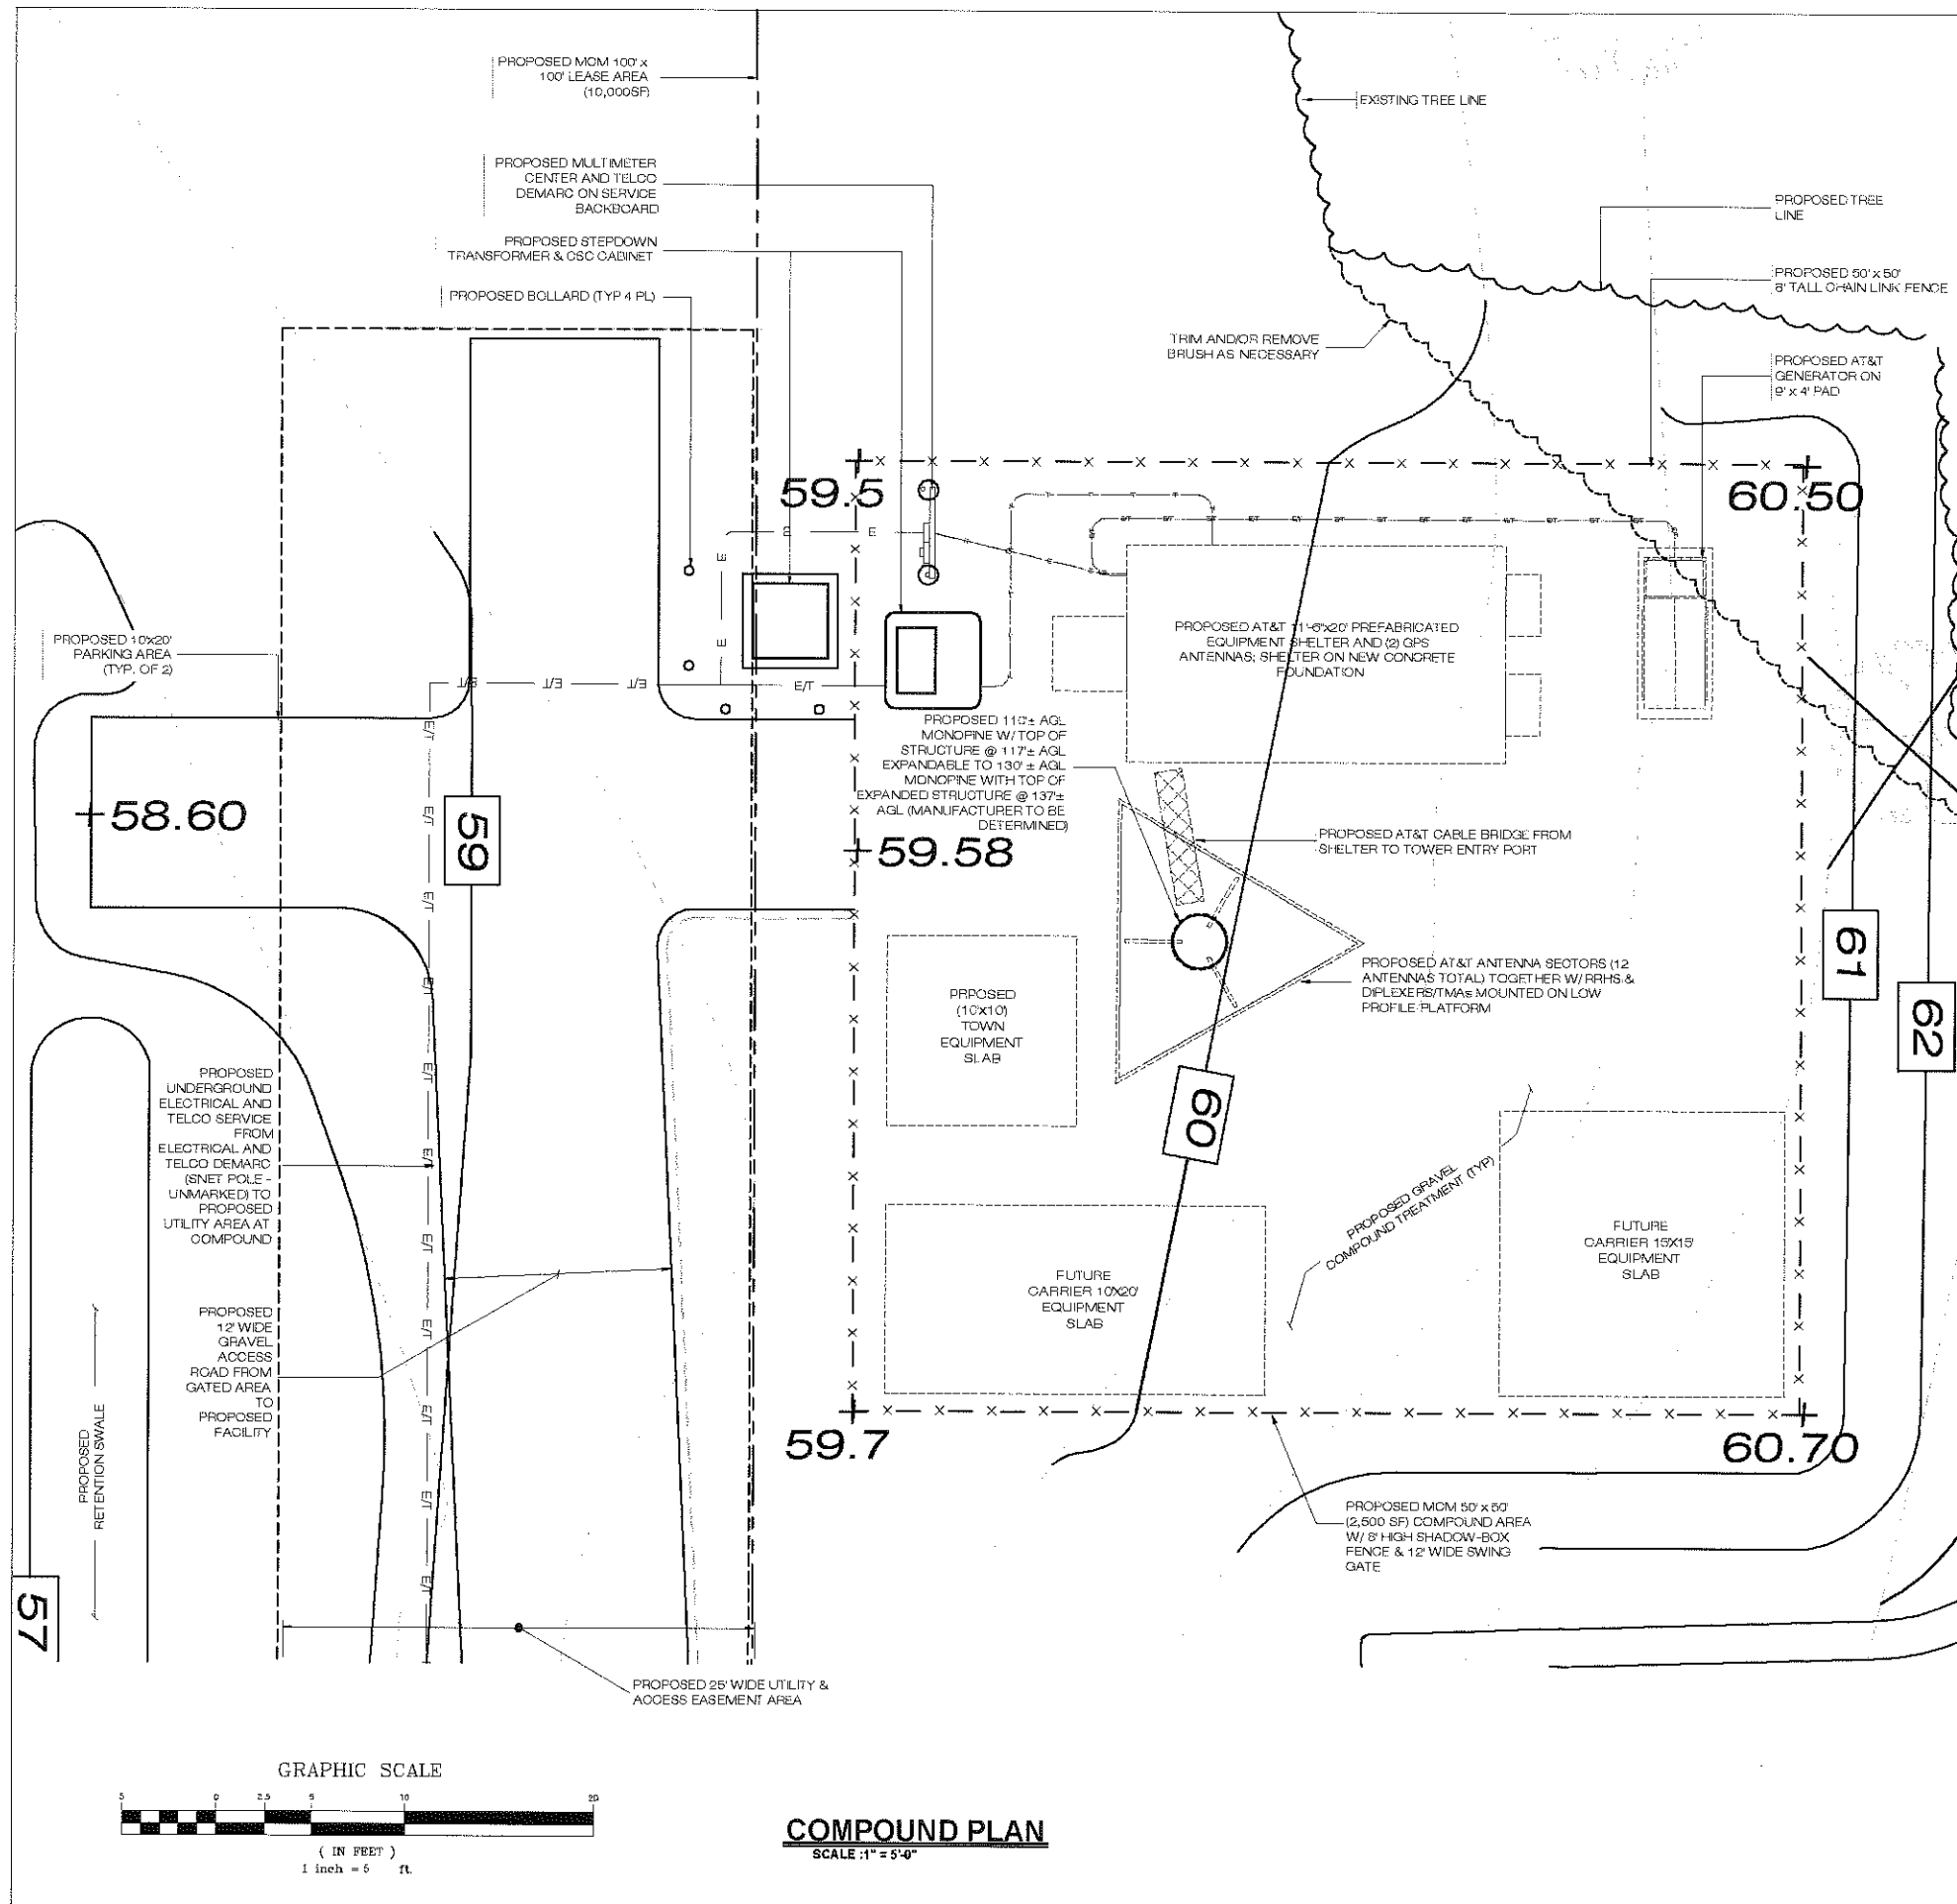 PROPOSED MCM 100' x
100' LEASE AREA
(10,000SF)
EXISTING TREE LINE
PROPOSED MULTIMETER
CENTER AND TELCO
DEMARC ON SERVICE
BACKBOARD
PROPOSED TREE
LINE
PROPOSED STEPDOWN
TRANSFORMER & CSC CABINET
PROPOSED 50' x 50'
8' TALL CHAIN LINK FENCE
PROPOSED BOLLARD (TYP 4 PL)
TRIM AND/OR REMOVE
BRUSH AS NECESSARY
PROPOSED AT&T
GENERATOR ON
9' x 4' PAD
59.5
60.50
PROPOSED 10'x20'
PARKING AREA
(TYP. OF 2)
PROPOSED AT&T 11'-6"x20' PREFABRICATED
EQUIPMENT SHELTER AND (2) GPS
ANTENNAS; SHELTER ON NEW CONCRETE
FOUNDATION
E/T
PROPOSED 110'± AGL
MONOPINE W/ TOP OF
STRUCTURE @ 117'± AGL
EXPANDABLE TO 130' ± AGL
MONOPINE WITH TOP OF
EXPANDED STRUCTURE @ 137'±
AGL (MANUFACTURER TO BE
DETERMINED)
58.60
59
59.58
PROPOSED AT&T CABLE BRIDGE FROM
SHELTER TO TOWER ENTRY PORT
61
62
PROPOSED AT&T ANTENNA SECTORS (12
ANTENNAS TOTAL) TOGETHER W/ RRHS &
DIPLEXERS/TMAs MOUNTED ON LOW
PROFILE PLATFORM
PRPOSED
(10'x10')
TOWN
EQUIPMENT
SLAB
60
PROPOSED
UNDERGROUND
ELECTRICAL AND
TELCO SERVICE
FROM
ELECTRICAL AND
TELCO DEMARC
(SNET POLE -
UNMARKED) TO
PROPOSED
UTILITY AREA AT
COMPOUND
PROPOSED GRAVEL
COMPOUND TREATMENT (TYP)
FUTURE
CARRIER 15'X15'
EQUIPMENT
SLAB
FUTURE
CARRIER 10'X20'
EQUIPMENT
SLAB
PROPOSED
12' WIDE
GRAVEL
ACCESS
ROAD FROM
GATED AREA
TO
PROPOSED
FACILITY
PROPOSED
RETENTION SWALE
59.7
60.70
PROPOSED MCM 50' x 50'
(2,500 SF) COMPOUND AREA
W/ 8' HIGH SHADOW-BOX
FENCE & 12' WIDE SWING
GATE
57
PROPOSED 25' WIDE UTILITY &
ACCESS EASEMENT AREA
GRAPHIC SCALE
5 0 2.5 5 10 20
( IN FEET )
1 inch = 5 ft.
COMPOUND PLAN
SCALE :1" = 5'-0"